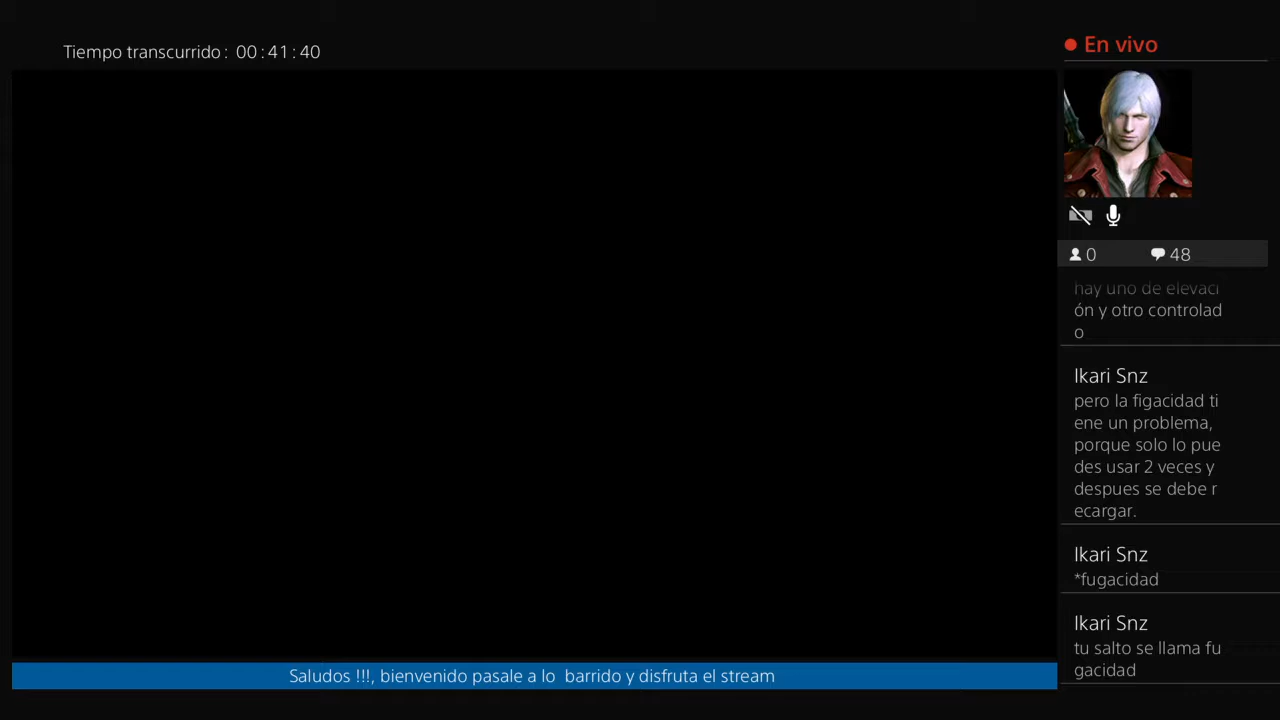 Tiempo transcurrido: 00:41:40
En vivo
0 48
hay uno de elevaci
ón y otro controlad
o
Ikari Snz
pero la figacidad ti
ene un problema,
porque solo lo pue
des usar 2 veces y
despues se debe r
ecargar.
Ikari Snz
*fugacidad
Ikari Snz
tu salto se llama fu
gacidad
Saludos !!!, bienvenido pasale a lo  barrido y disfruta el stream